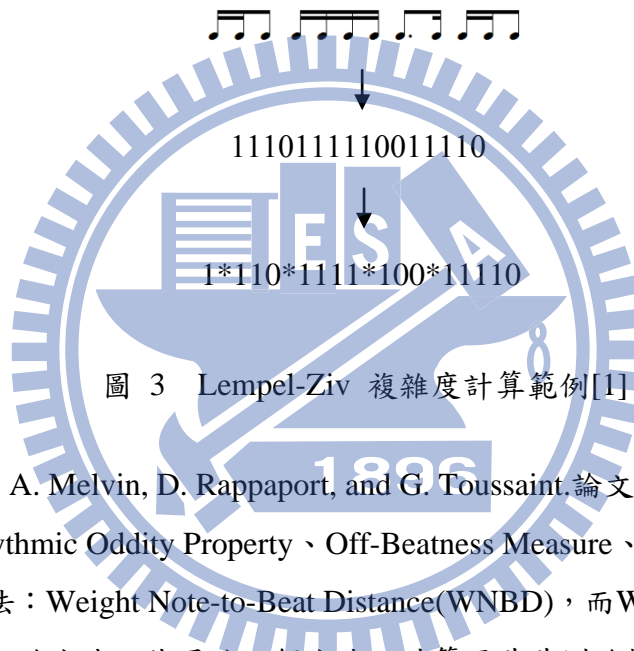 1110111110011110
1*110*1111*100*11110
E S A
圖 3 Lempel-Ziv 複雜度計算範例[1]
8
1896
A. Melvin, D. Rappaport, and G. Toussaint.論文
ythmic Oddity Property、Off-Beatness Measure、
法:Weight Note-to-Beat Distance(WNBD),而W